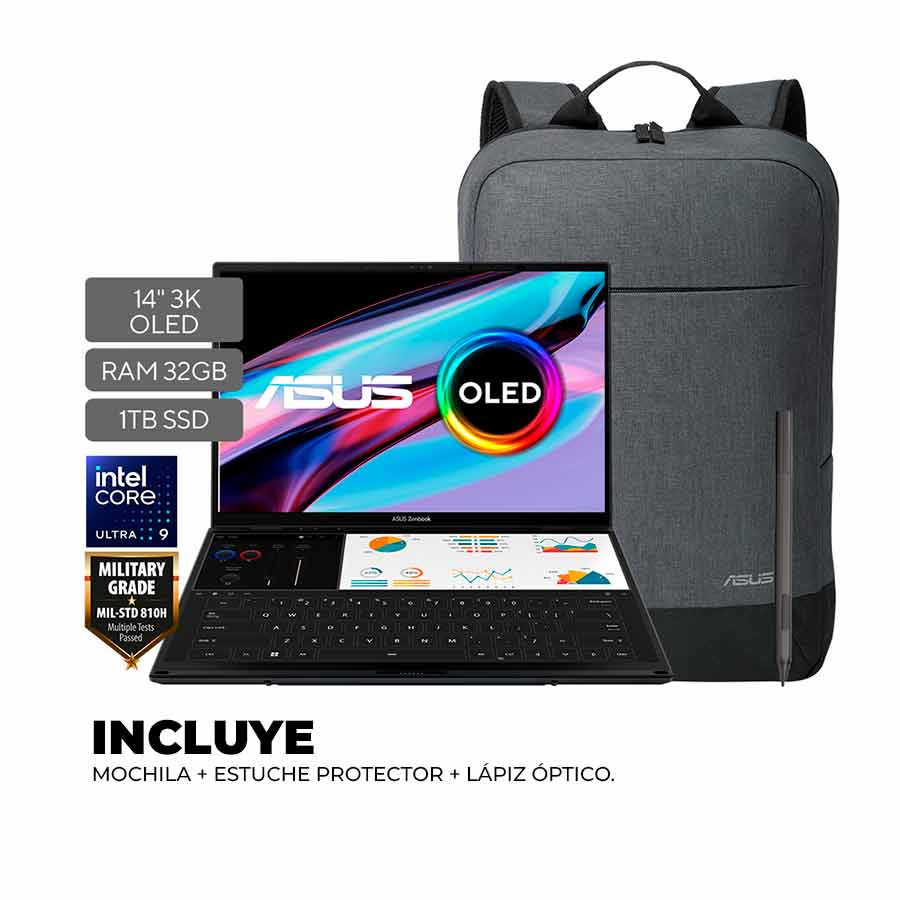 14" 3K
OLED
RAM 32GB
1TB SSD
intel
CORE
ULTRA 9
MILITARY
GRADE
MIL-STD 810H
Multiple Tests
Passed
ASUS
OLED
ASUS Zenbook
ASUS
INCLUYE
MOCHILA + ESTUCHE PROTECTOR + LÁPIZ ÓPTICO.